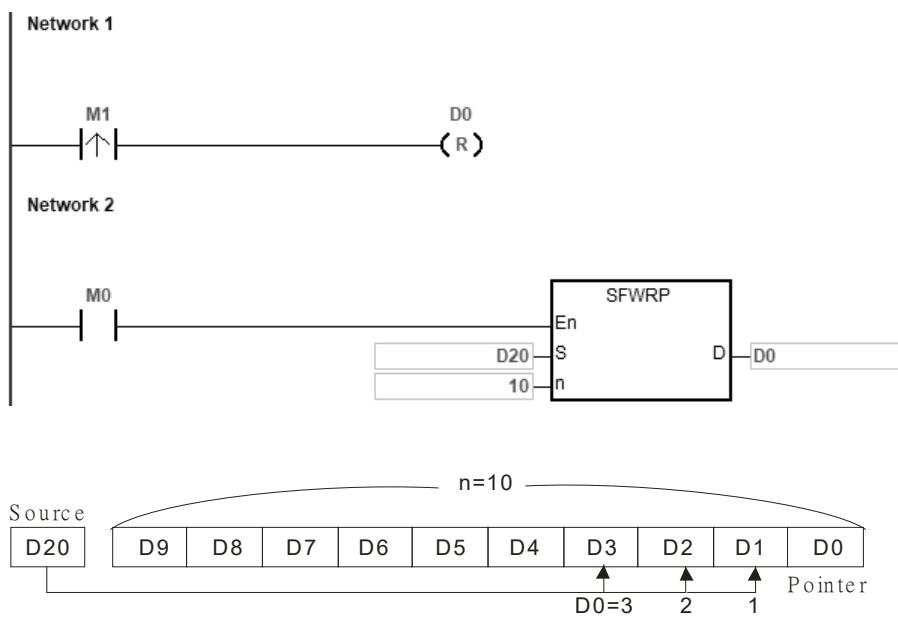 Network 1
M1 D0
R
Network 2
M0
SFWRP
En
D20 S D D0
10 n
n=10
Source
D20 D9 D8 D7 D6 D5 D4 D3 D2 D1 D0
Pointer
D0=3 2 1